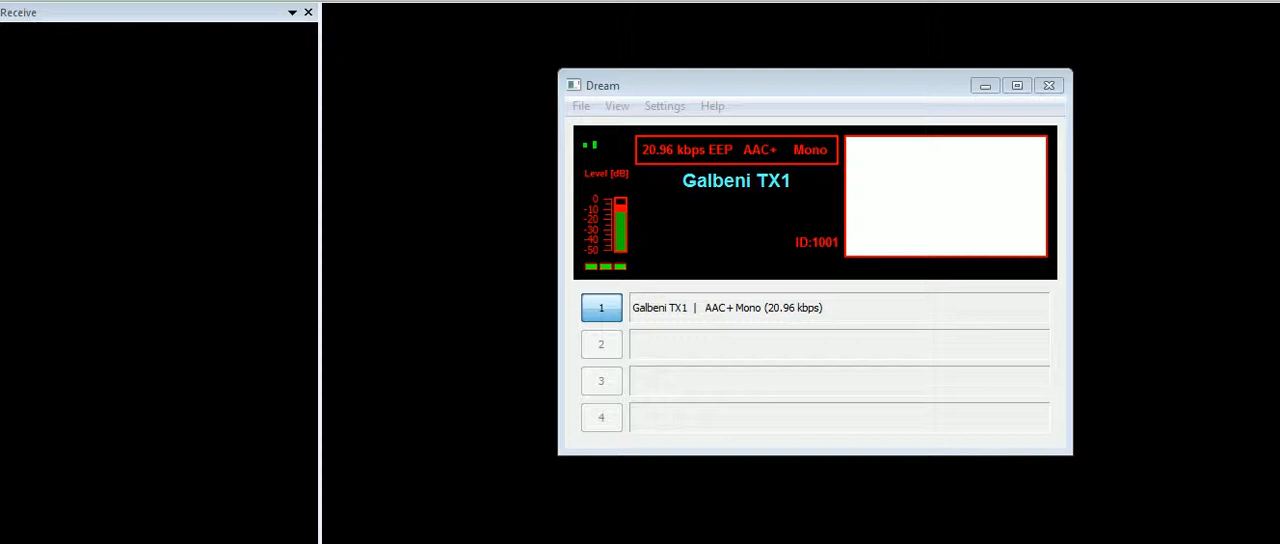 Receive
Dream
File View Settings Help
20.96 kbps EEP AAC+ Mono
Level [dB]
Galbeni TX1
0
-10
-20
-30
-40
-50
ID:1001
1 Galbeni TX1 | AAC+ Mono (20.96 kbps)
2
3
4